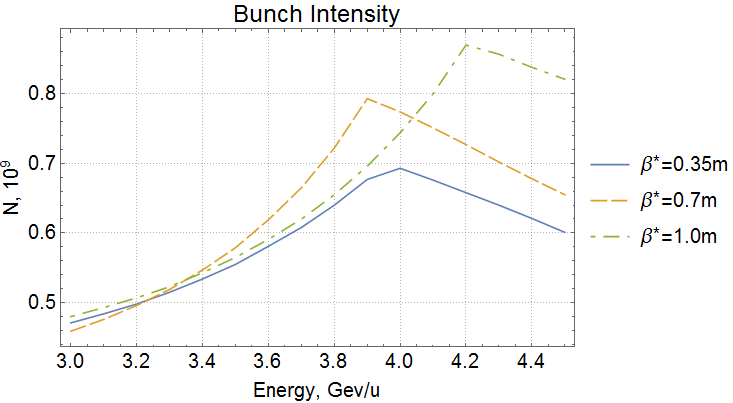 Bunch Intensity
N, 10⁹
0.8
0.7
0.6
0.5
3.0 3.2 3.4 3.6 3.8 4.0 4.2 4.4
Energy, Gev/u
β*=0.35m
β*=0.7m
β*=1.0m